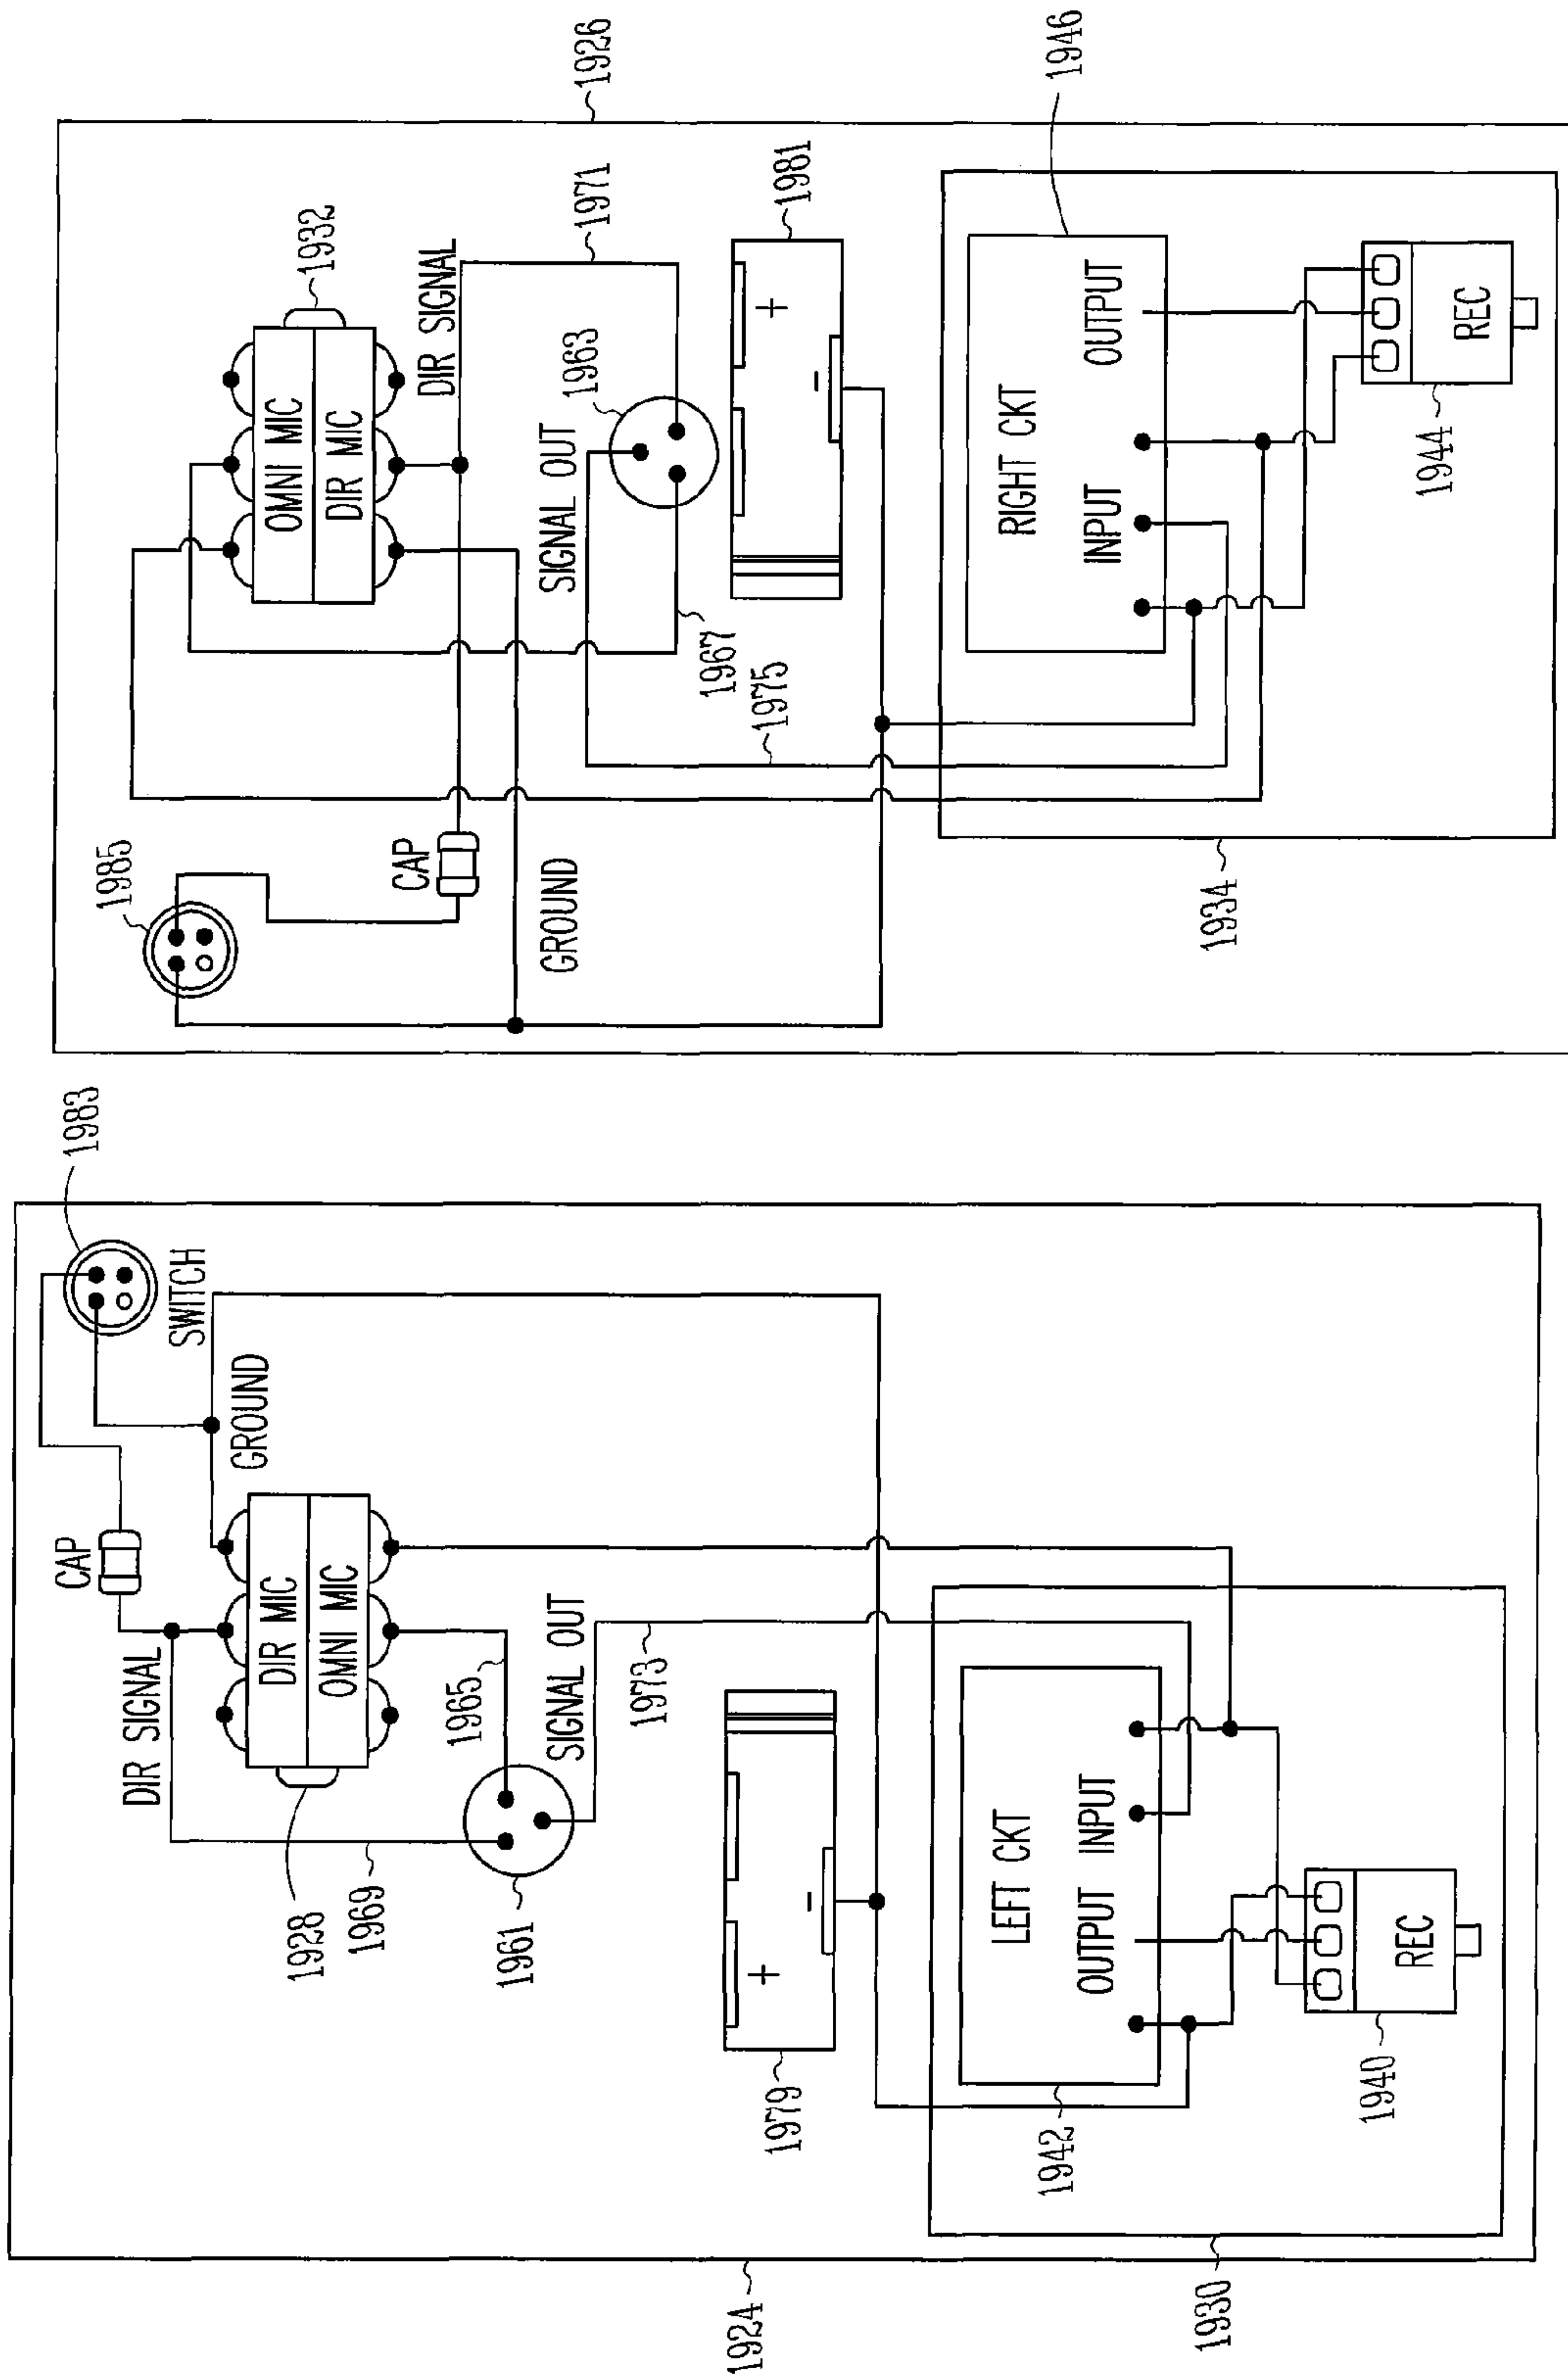 1983
SWITCH
GROUND
CAP
DIR SIGNAL
DIR MIC
OMNI MIC
1928
1969
1965
1961
SIGNAL OUT
1973
+
-
1979
LEFT CKT
OUTPUT INPUT
1942
REC
1940
1924
1930
1985
CAP
GROUND
OMNI MIC
DIR MIC
1932
DIR SIGNAL
1971
1926
SIGNAL OUT
1963
1967
1975
+
-
1981
RIGHT CKT
INPUT
OUTPUT
1946
REC
1944
1934